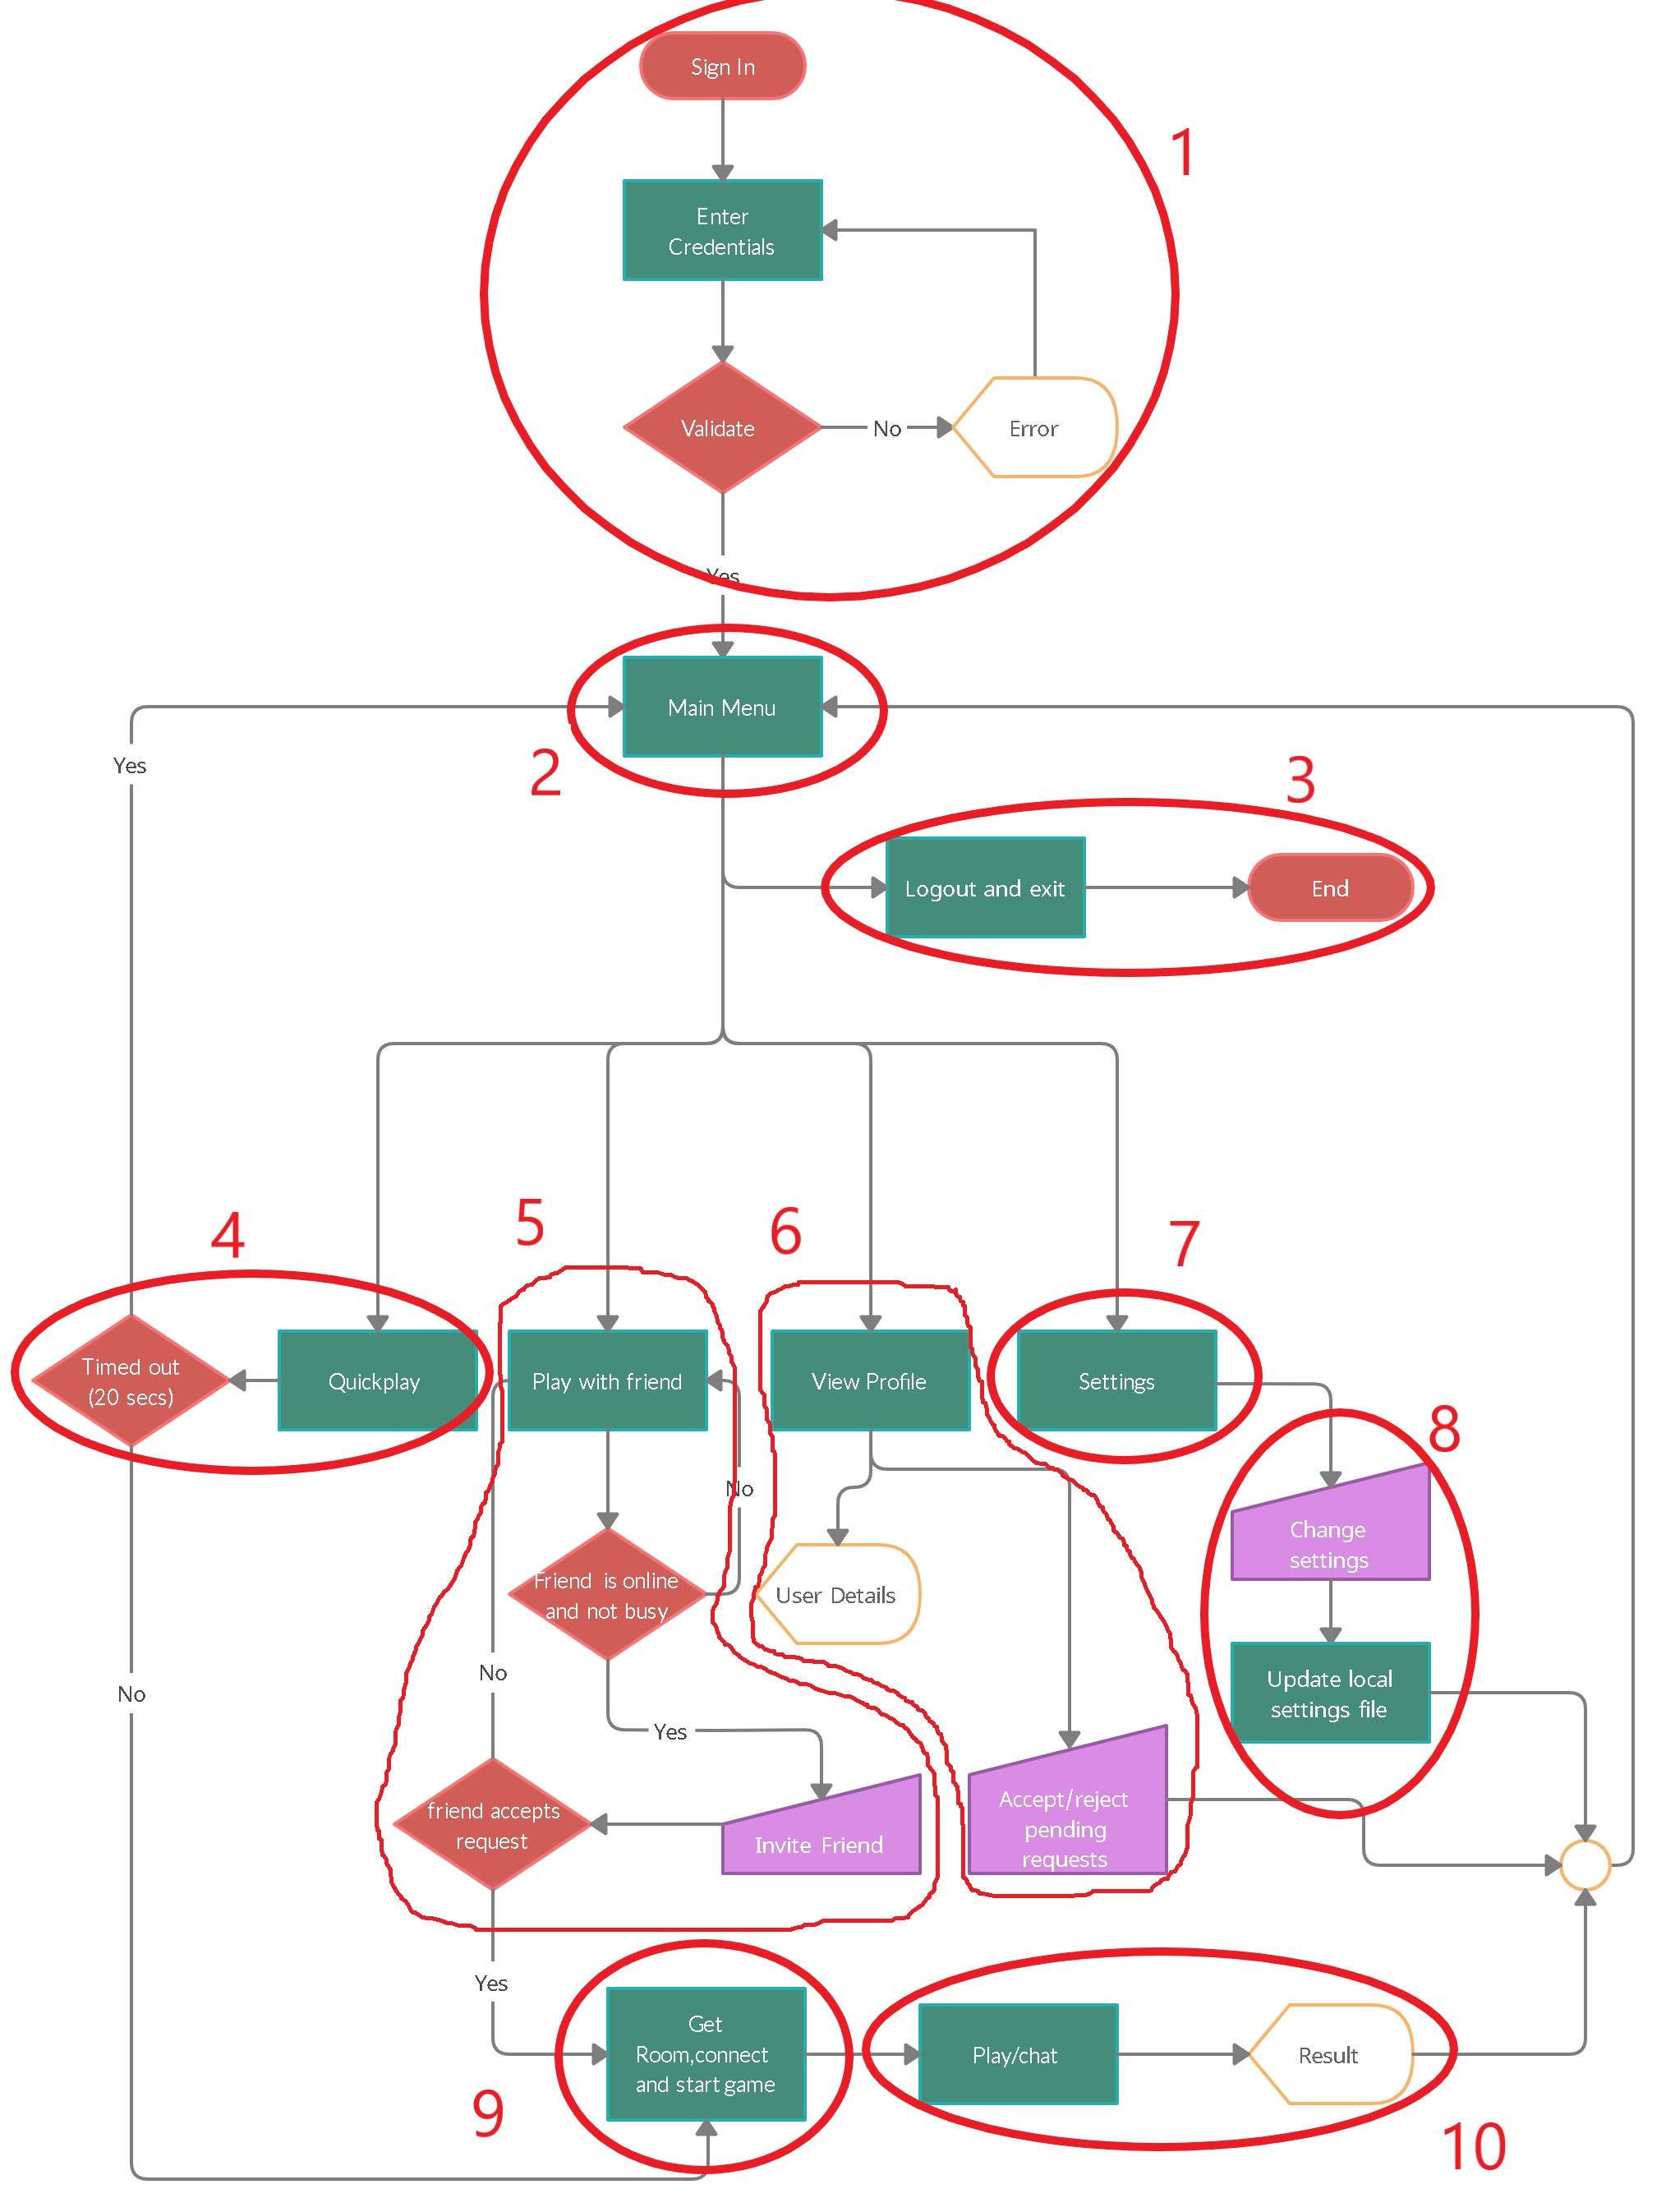 Sign In
1
Enter
Credentials
Validate
No
Error
Yes
Main Menu
2
Yes
3
Logout and exit
End
4
5
6
7
Timed out
(20 secs)
Quickplay
Play with friend
View Profile
Settings
8
No
Change
settings
Friend is online
and not busy
User Details
No
No
Update local
settings file
Yes
friend accepts
request
Invite Friend
Accept/reject
pending
requests
Yes
Get
Room,connect
and start game
Play/chat
Result
9
10